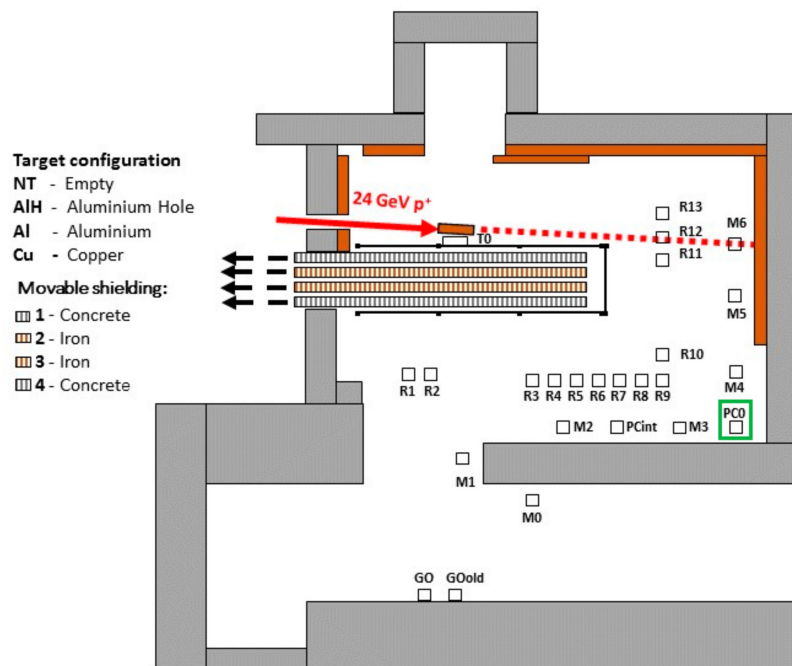 Target configuration
NT - Empty
AlH - Aluminium Hole
Al - Aluminium
Cu - Copper
Movable shielding:
1 - Concrete
2 - Iron
3 - Iron
4 - Concrete
24 GeV p⁺
T0
R13
R12
R11
M6
M5
R10
M4
R1
R2
R3
R4
R5
R6
R7
R8
R9
PC0
M2
PCint
M3
M1
M0
GO
GOold